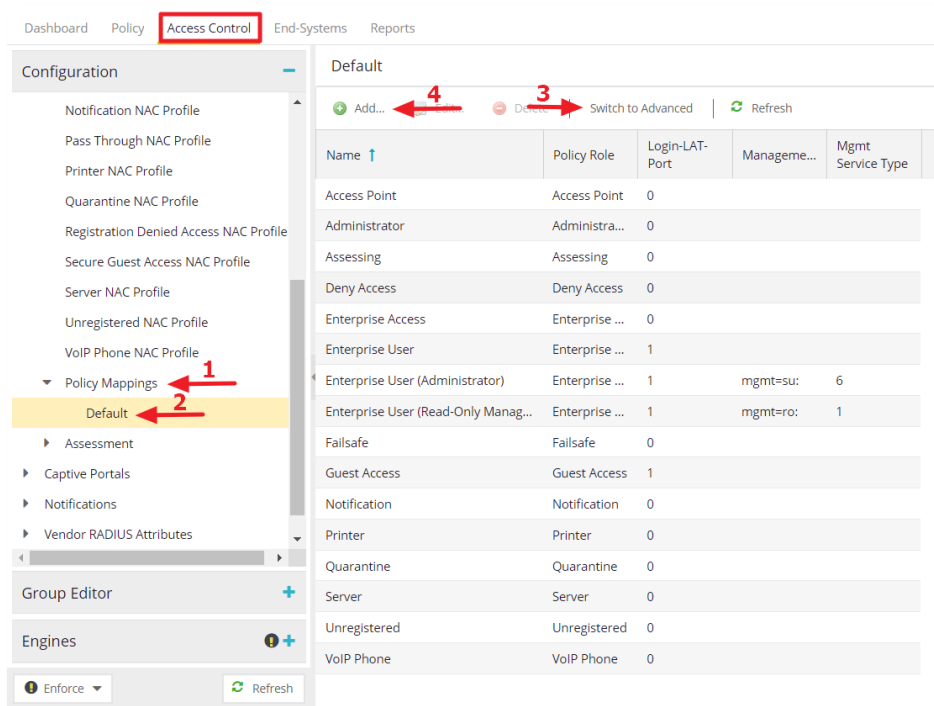 Dashboard Policy Access Control End-Systems Reports
Configuration
Notification NAC Profile
Pass Through NAC Profile
Printer NAC Profile
Quarantine NAC Profile
Registration Denied Access NAC Profile
Secure Guest Access NAC Profile
Server NAC Profile
Unregistered NAC Profile
VoIP Phone NAC Profile
Policy Mappings 1
Default 2
Assessment
Captive Portals
Notifications
Vendor RADIUS Attributes
Group Editor
Engines
Enforce Refresh
Default
Add... 4 Edit... Delete 3 Switch to Advanced Refresh
Name Policy Role Login-LAT-Port Manageme... Mgmt Service Type
Access Point Access Point 0
Administrator Administra... 0
Assessing Assessing 0
Deny Access Deny Access 0
Enterprise Access Enterprise ... 0
Enterprise User Enterprise ... 1
Enterprise User (Administrator) Enterprise ... 1 mgmt=su: 6
Enterprise User (Read-Only Manag... Enterprise ... 1 mgmt=ro: 1
Failsafe Failsafe 0
Guest Access Guest Access 1
Notification Notification 0
Printer Printer 0
Quarantine Quarantine 0
Server Server 0
Unregistered Unregistered 0
VoIP Phone VoIP Phone 0